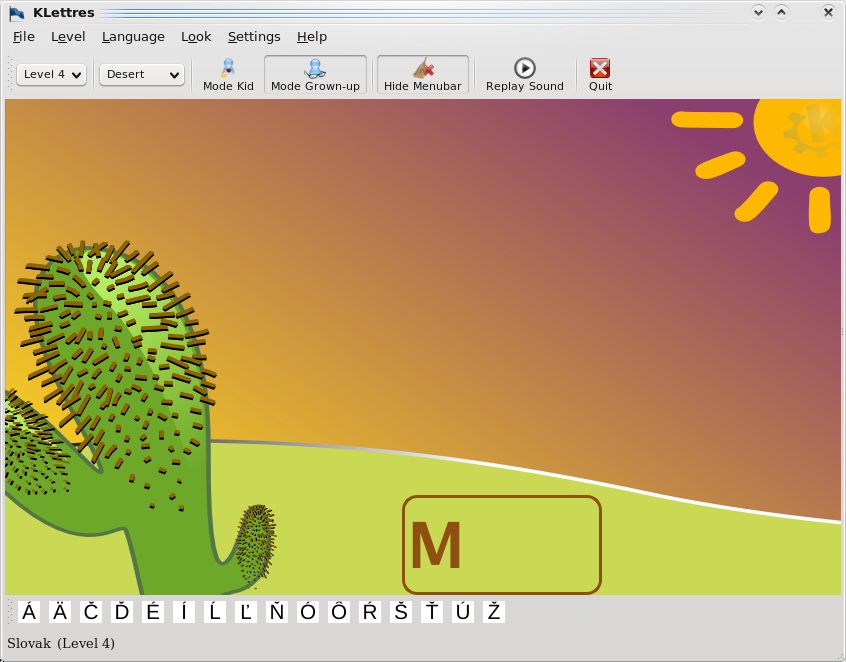 KLettres
File Level Language Look Settings Help
Level 4 Desert Mode Kid Mode Grown-up Hide Menubar Replay Sound Quit
M
Á Ä Č Ď É Í Ĺ Ľ Ň Ó Ô Ŕ Š Ť Ú Ž
Slovak (Level 4)